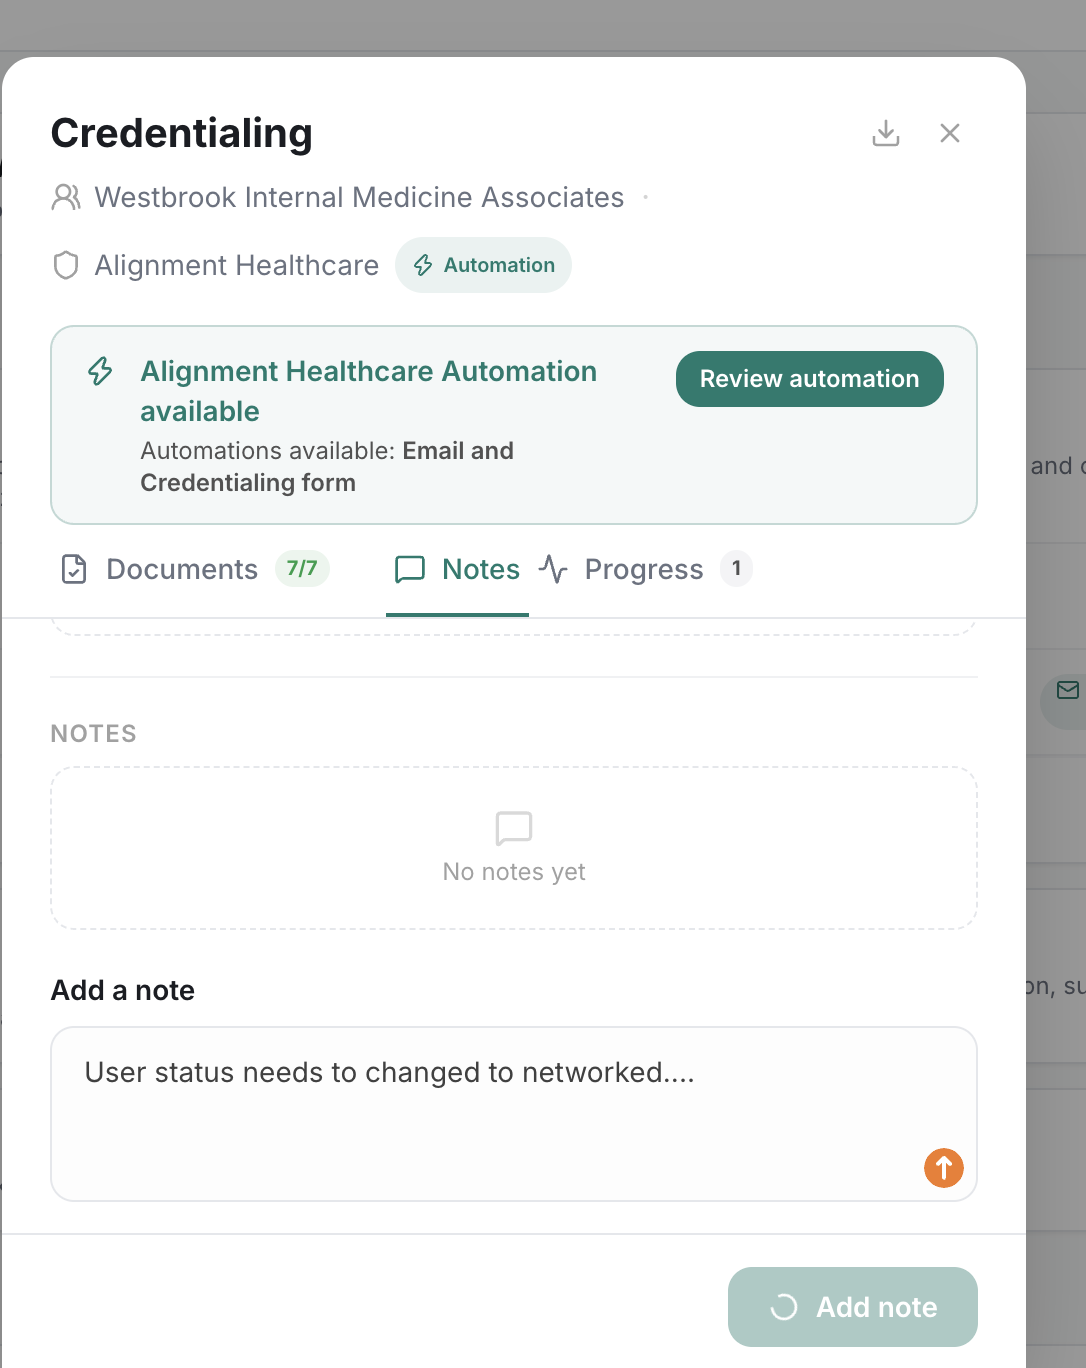 Credentialing
Westbrook Internal Medicine Associates ·
Alignment Healthcare Automation
Alignment Healthcare Automation
available
Review automation
Automations available: Email and
Credentialing form
Documents 7/7 Notes Progress 1
and
NOTES
No notes yet
Add a note
on, su
User status needs to changed to networked....
Add note